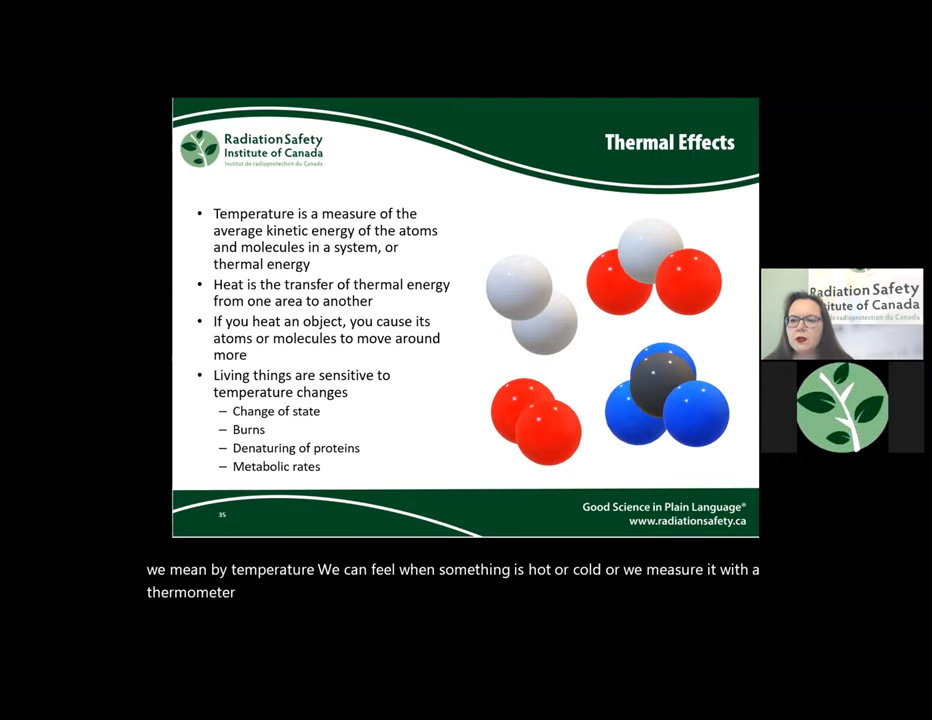 RadiationSafety
Institute of Canada
Institut de radioprotection du Canada
Thermal Effects
• Temperature is a measure of the
average kinetic energy of the atoms
and molecules in a system, or
thermal energy
• Heat is the transfer of thermal energy
from one area to another
• If you heat an object, you cause its
atoms or molecules to move around
more
• Living things are sensitive to
temperature changes
– Change of state
– Burns
– Denaturing of proteins
– Metabolic rates
35
Good Science in Plain Language®
www.radiationsafety.ca
Radiation Safety
titute of Canada
de radioprotection du Canada
we mean by temperature We can feel when something is hot or cold or we measure it with a
thermometer